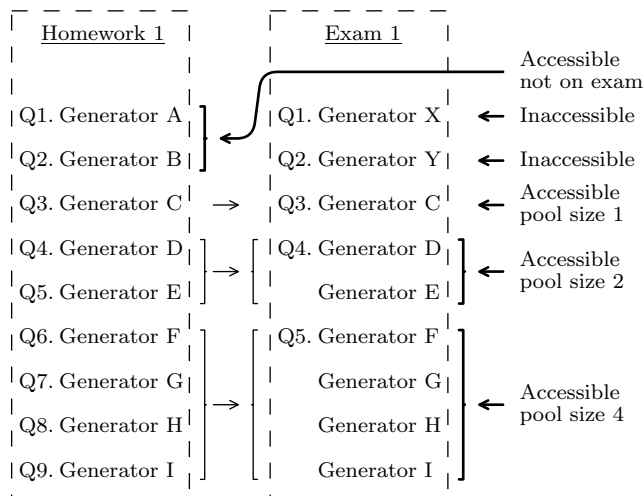 Homework 1
Q1. Generator A
Q2. Generator B
Q3. Generator C
Q4. Generator D
Q5. Generator E
Q6. Generator F
Q7. Generator G
Q8. Generator H
Q9. Generator I
Exam 1
Q1. Generator X
Q2. Generator Y
Q3. Generator C
Q4. Generator D
Generator E
Q5. Generator F
Generator G
Generator H
Generator I
Accessible
not on exam
Inaccessible
Inaccessible
Accessible
pool size 1
Accessible
pool size 2
Accessible
pool size 4